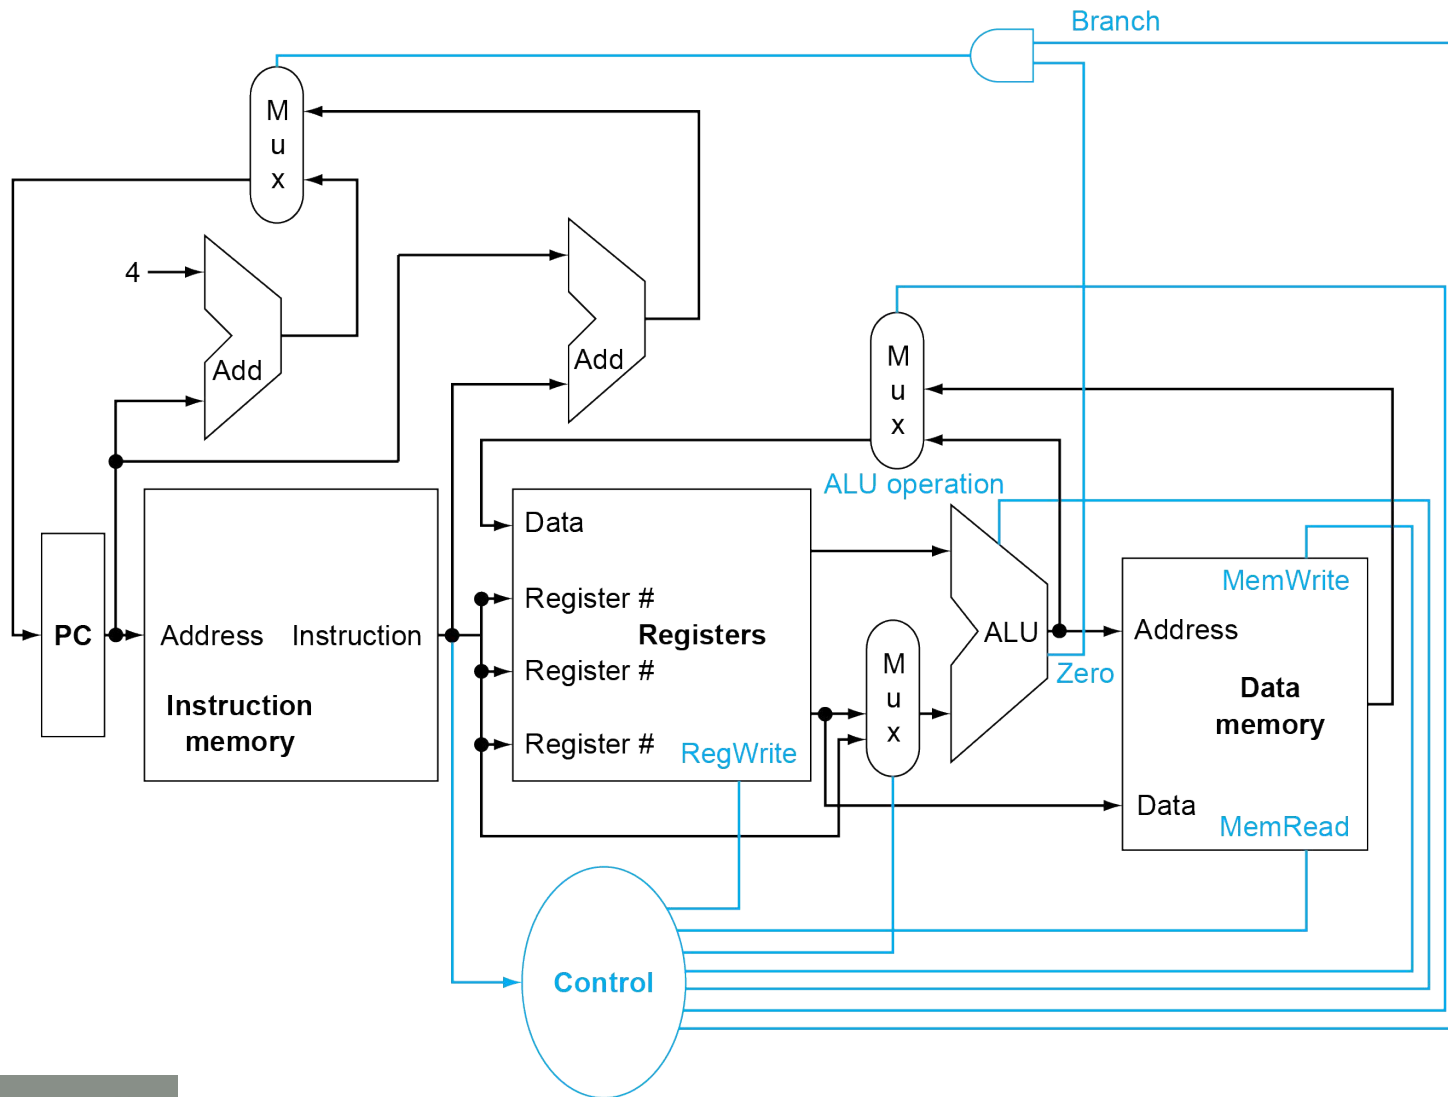 Branch
M
u
x
4
Add
Add
M
u
x
ALU operation
Data
MemWrite
Register #
PC
Address
Instruction
Registers
ALU
Address
M
u
x
Register #
Zero
Data
memory
Instruction
memory
Register #
RegWrite
Data
MemRead
Control